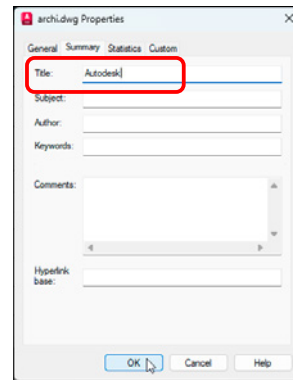 archi.dwg Properties
General Summary Statistics Custom
Title: Autodesk
Subject:
Author:
Keywords:
Comments:
Hyperlink
base:
OK Cancel Help